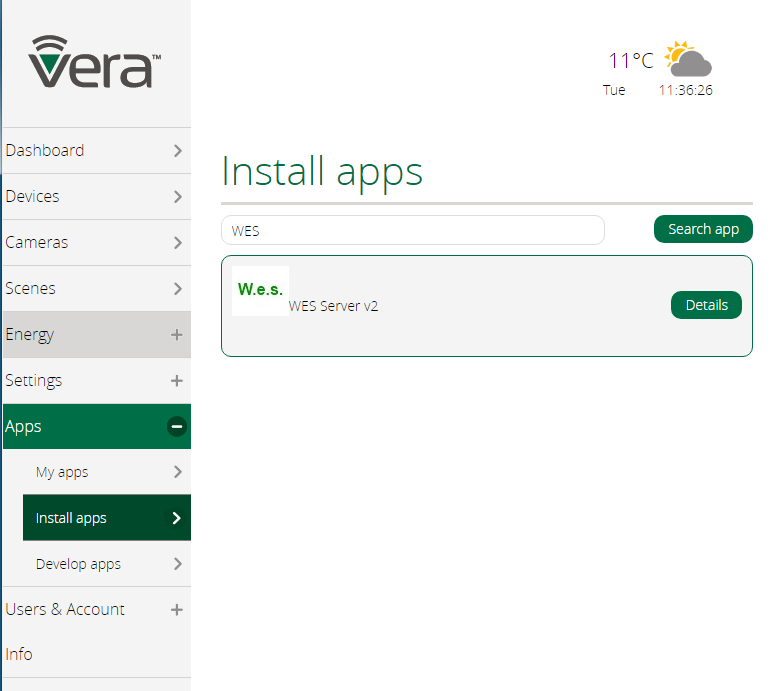 vera™
Dashboard
Devices
Cameras
Scenes
Energy
Settings
Apps
My apps
Install apps
Develop apps
Users & Account
Info
11°C
Tue 11:36:26
Install apps
WES
Search app
W.e.s.
WES Server v2
Details